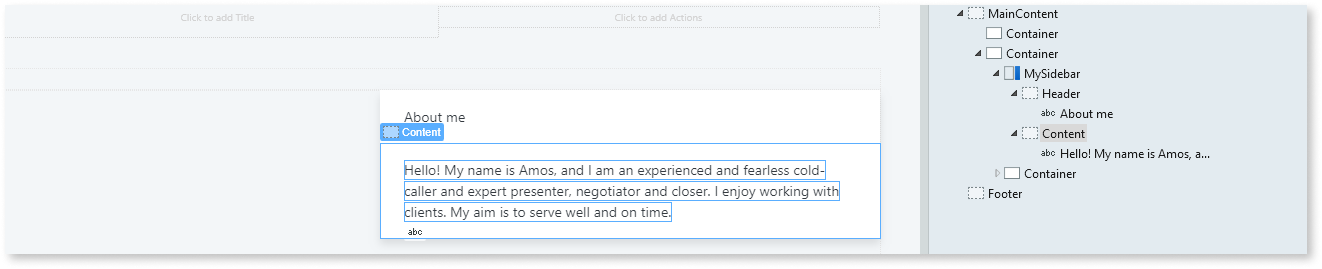 Click to add Title
Click to add Actions
About me
Content
Hello! My name is Amos, and I am an experienced and fearless cold-
caller and expert presenter, negotiator and closer. I enjoy working with
clients. My aim is to serve well and on time.
abc
MainContent
Container
Container
MySidebar
Header
abc About me
Content
abc Hello! My name is Amos, a...
Container
Footer